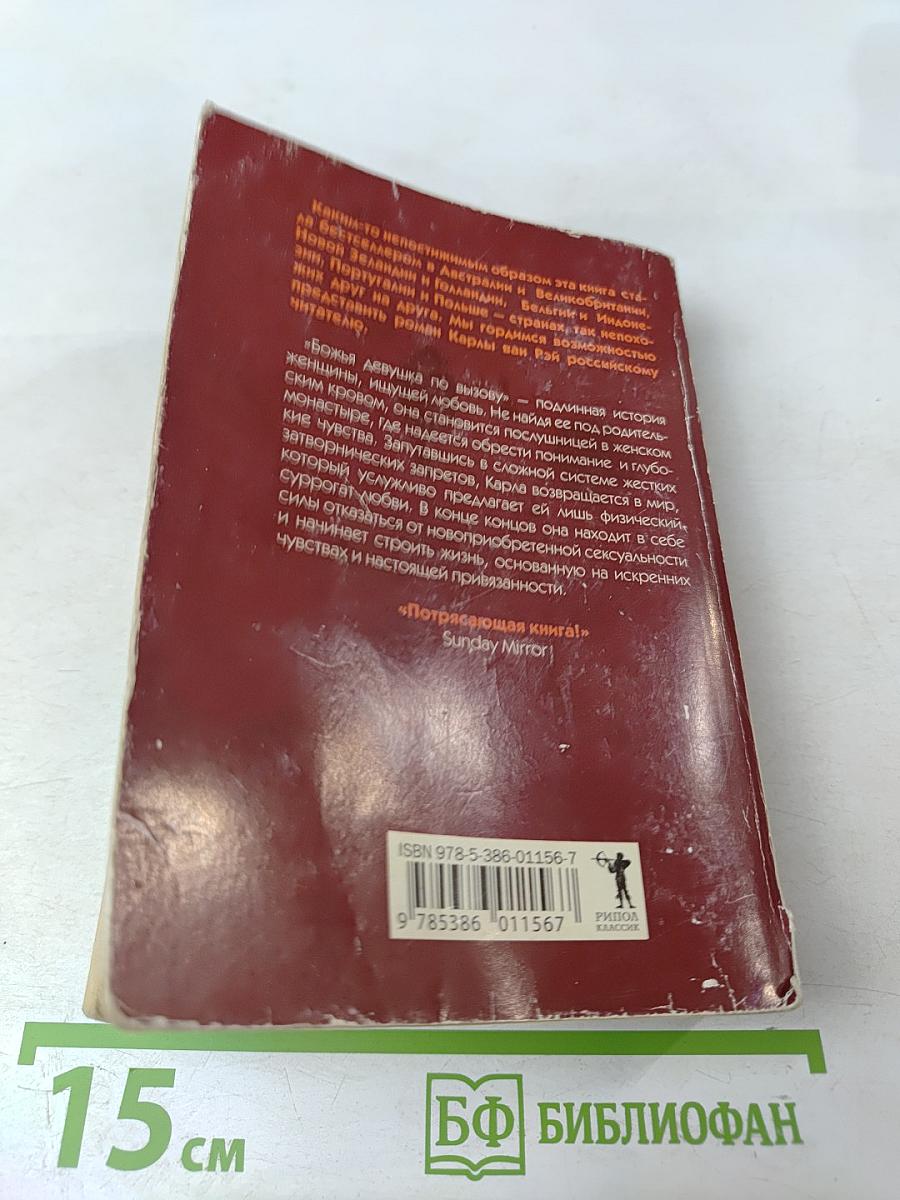 Каким-то непостижимым образом эта книга ста-
ла бестселлером в Австралии и Великобритании,
Новой Зеландии и Голландии, Бельгии и Индоне-
зии, Португалии и Польше — странах, так непохо-
жих друг на друга. Мы гордимся возможностью
представить роман Карлы ван Рэй российскому
читателю.
«Божья девушка по вызову» — подлинная история
женщины, ищущей любовь. Не найдя ее под родитель-
ским кровом, она становится послушницей в женском
монастыре, где надеется обрести понимание и глубо-
кие чувства. Запутавшись в сложной системе жестких
затворнических запретов, Карла возвращается в мир,
который услужливо предлагает ей лишь физический
суррогат любви. В конце концов она находит в себе
силы отказаться от новоприобретенной сексуальности
и начинает строить жизнь, основанную на искренних
чувствах и настоящей привязанности.
«Потрясающая книга!»
Sunday Mirror
ISBN 978-5-386-01156-7
9 785386 011567
РИПОЛ
КЛАССИК
15 см
БФ БИБЛИОФАН